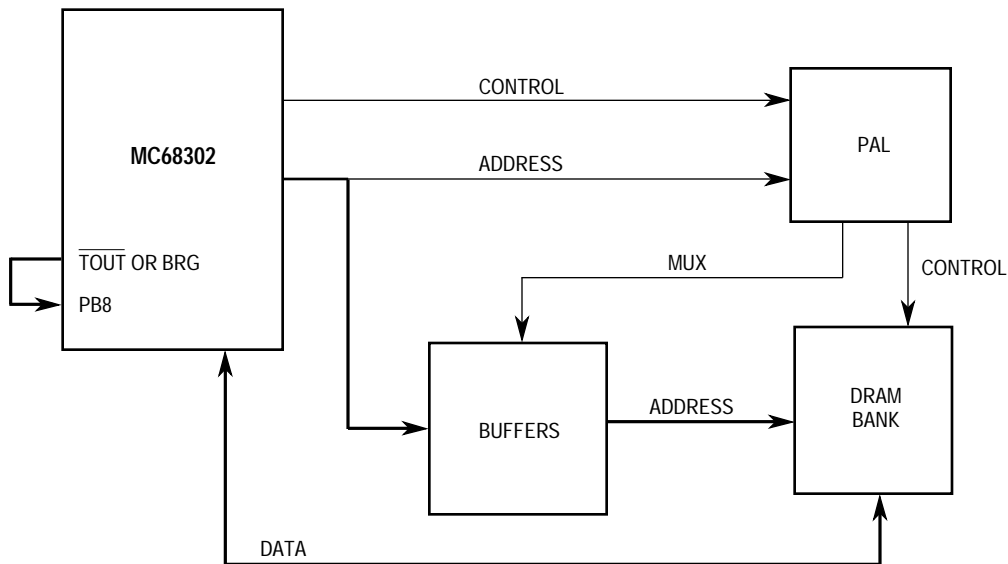 CONTROL
MC68302
PAL
ADDRESS
TOUT OR BRG
MUX
CONTROL
PB8
DRAM
BANK
ADDRESS
BUFFERS
DATA